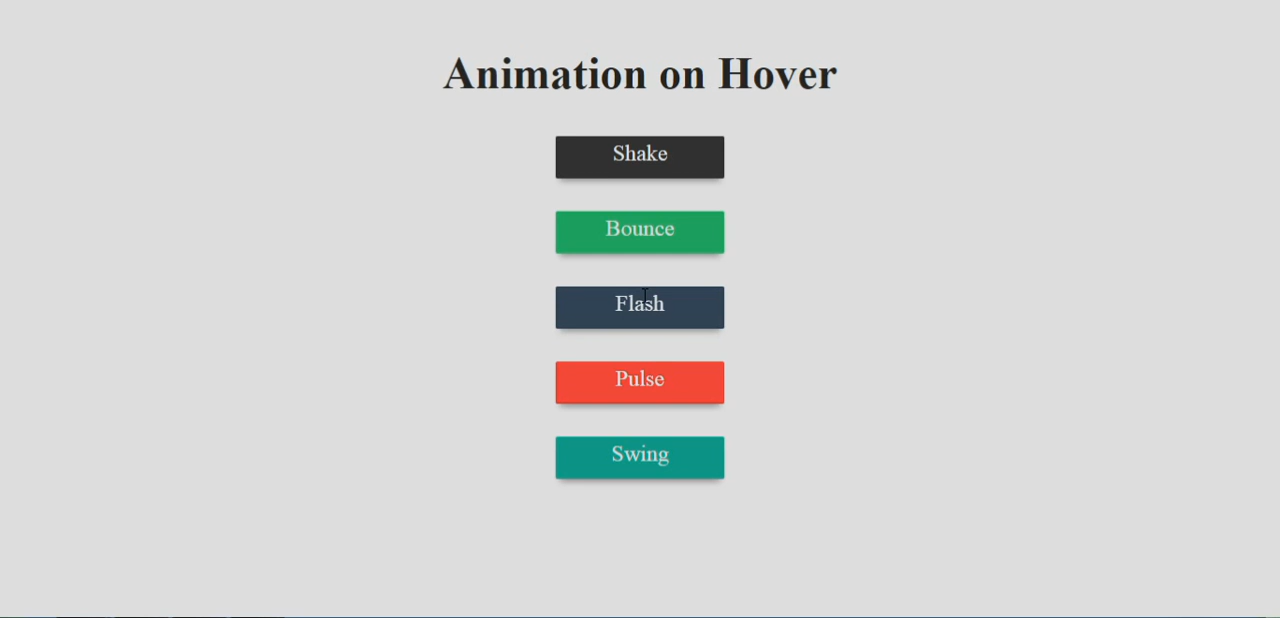 Animation on Hover
Shake
Bounce
Flash
Pulse
Swing